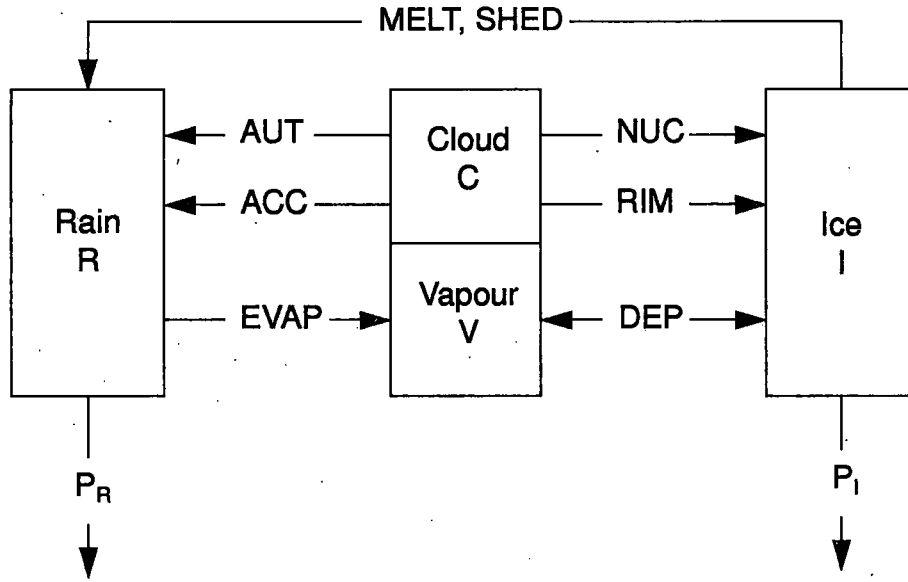 MELT, SHED
AUT
Cloud
C
NUC
ACC
RIM
Rain
R
Ice
I
EVAP
Vapour
V
DEP
P_R
P_I